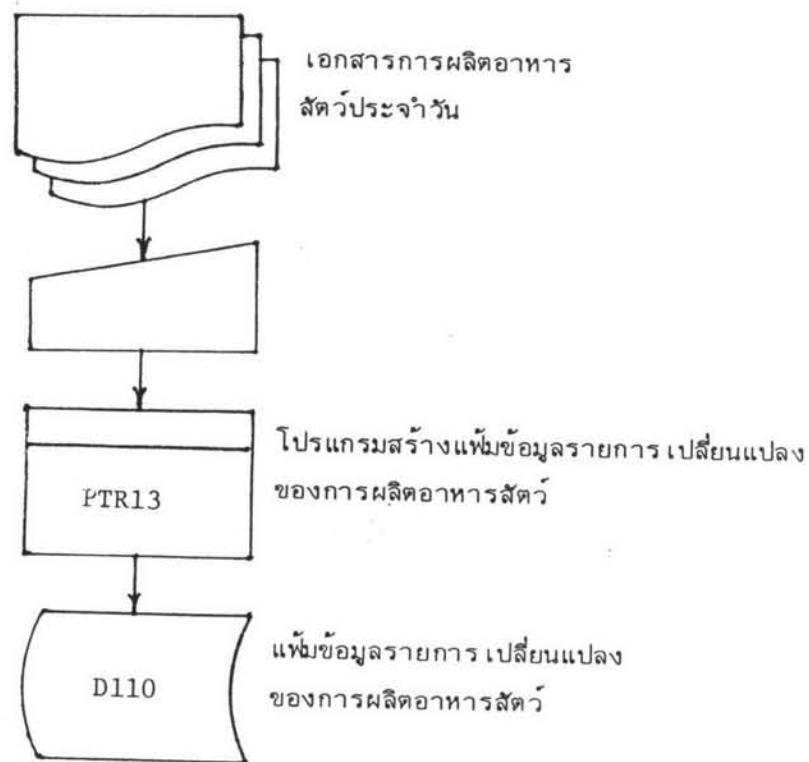 เอกสารการผลิตอาหาร
สัตว์ประจำวัน
โปรแกรมสร้างแฟ้มข้อมูลรายการ เปลี่ยนแปลง
ของการผลิตอาหารสัตว์
PTR13
แฟ้มข้อมูลรายการ เปลี่ยนแปลง
ของการผลิตอาหารสัตว์
D110